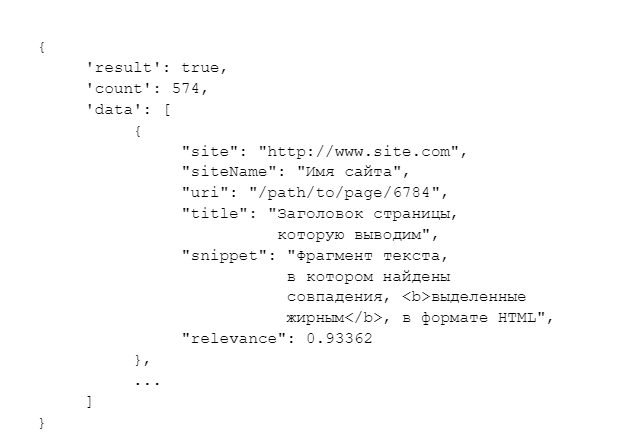 {
'result': true,
'count': 574,
'data': [
{
"site": "http://www.site.com",
"siteName": "Имя сайта",
"uri": "/path/to/page/6784",
"title": "Заголовок страницы,
которую выводим",
"snippet": "Фрагмент текста,
в котором найдены
совпадения, <b>выделенные
жирным</b>, в формате HTML",
"relevance": 0.93362
},
...
]
}